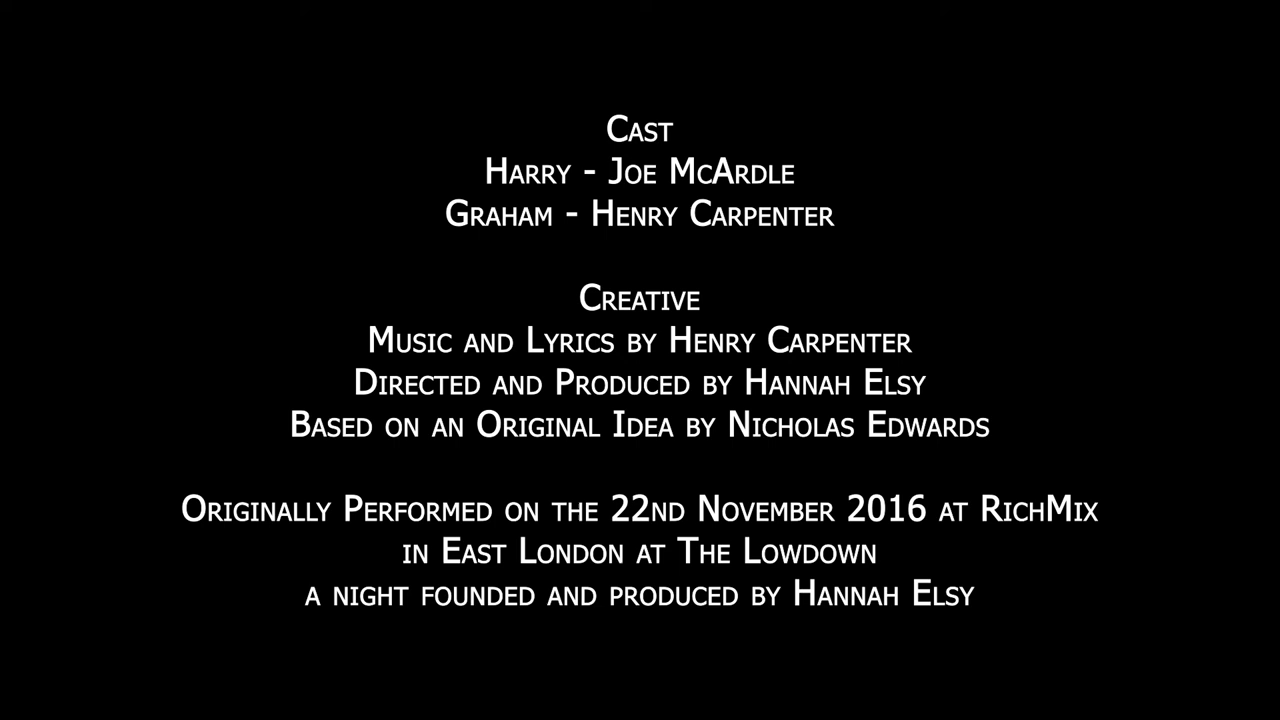 Cast
Harry - Joe McArdle
Graham - Henry Carpenter
Creative
Music and Lyrics by Henry Carpenter
Directed and Produced by Hannah Elsy
Based on an Original Idea by Nicholas Edwards
Originally Performed on the 22nd November 2016 at RichMix
in East London at The Lowdown
a night founded and produced by Hannah Elsy